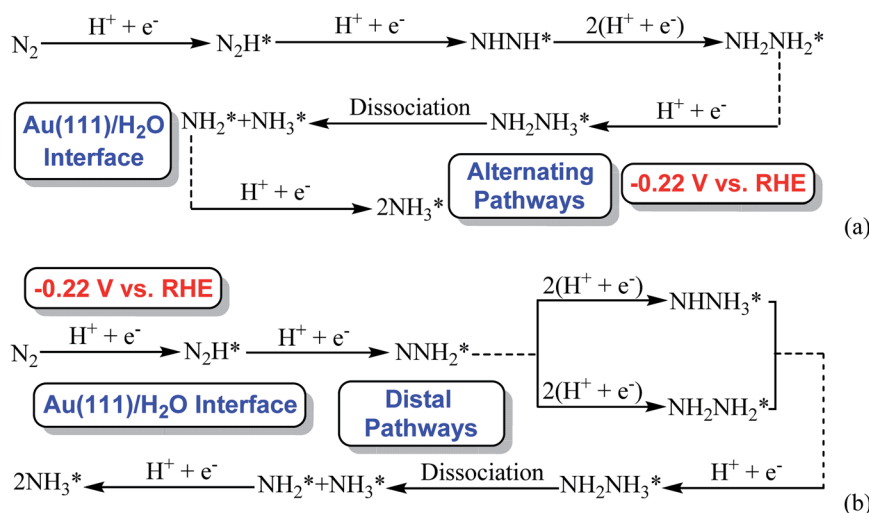 N₂ H⁺ + e⁻ N₂H* H⁺ + e⁻ NHNH* 2(H⁺ + e⁻) NH₂NH₂*
Au(111)/H₂O
Interface
NH₂*+NH₃* Dissociation NH₂NH₃* H⁺ + e⁻
H⁺ + e⁻ 2NH₃*
Alternating
Pathways
-0.22 V vs. RHE
(a)
-0.22 V vs. RHE
N₂ H⁺ + e⁻ N₂H* H⁺ + e⁻ NNH₂*
2(H⁺ + e⁻) NHNH₃*
2(H⁺ + e⁻) NH₂NH₂*
Au(111)/H₂O Interface
Distal
Pathways
2NH₃* H⁺ + e⁻ NH₂*+NH₃* Dissociation NH₂NH₃* H⁺ + e⁻
(b)